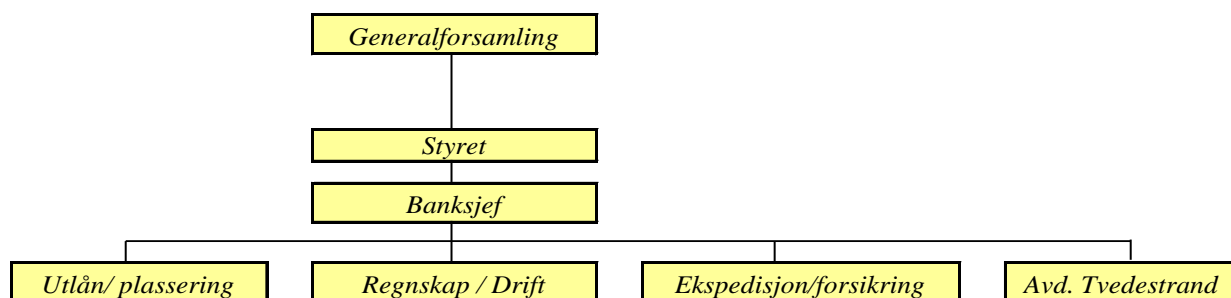 Generalforsamling
Styret
Banksjef
Utlån/ plassering
Regnskap / Drift
Ekspedisjon/forsikring
Avd. Tvedestrand